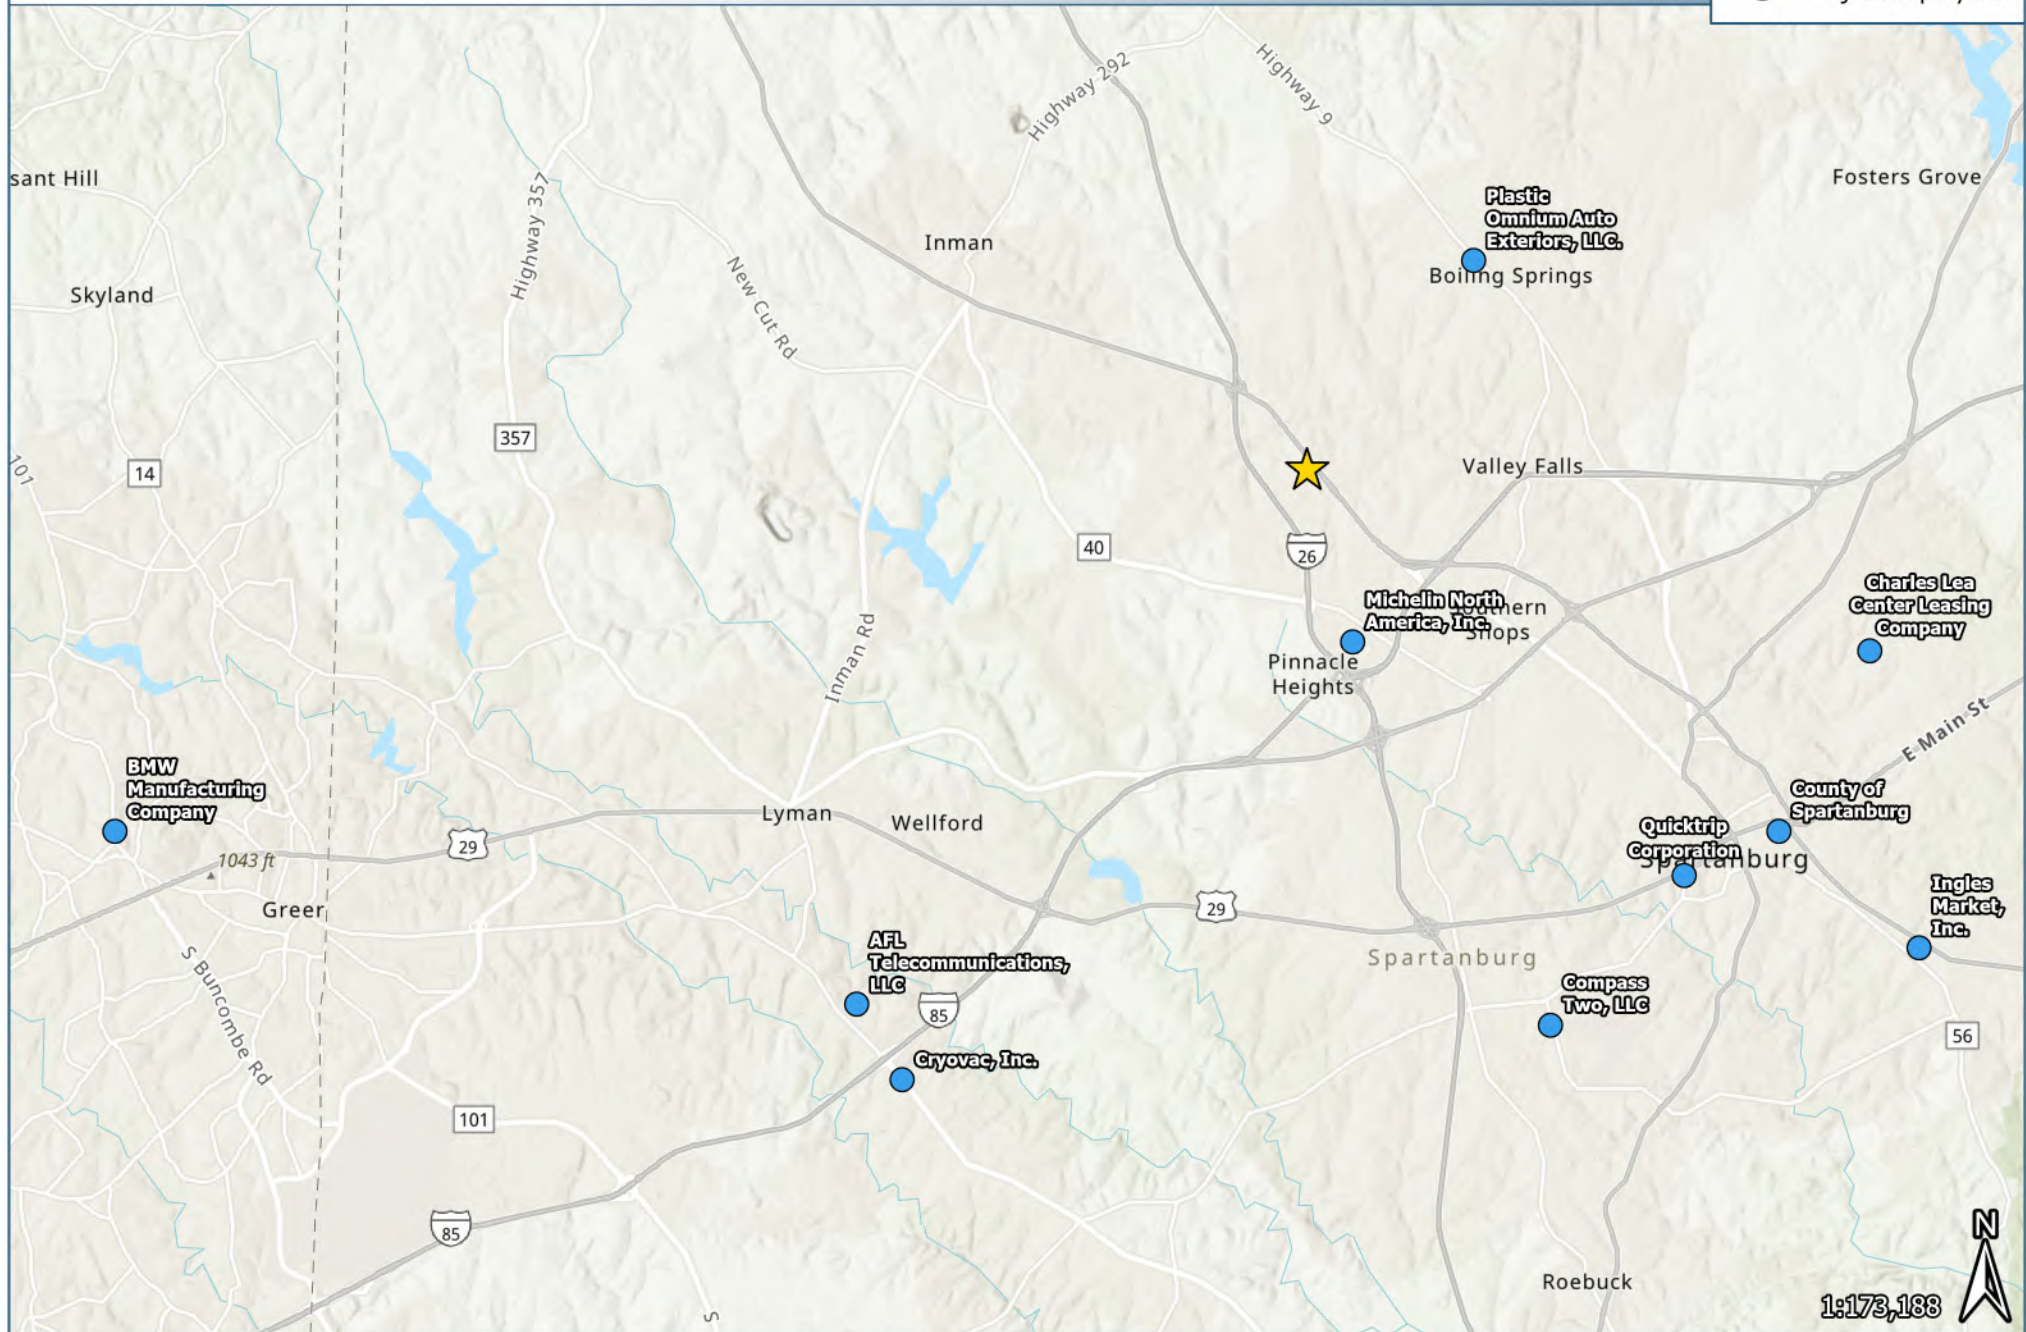 Highway 292
Highway 9
sant Hill
Highway 357
Fosters Grove
Plastic
Omnium Auto
Exteriors, LLC.
Inman
Boiling Springs
Skyland
New Cut Rd
357
101
14
Valley Falls
40
26
Michelin North
America, Inc.
Southern
Shops
Charles Lea
Center Leasing
Company
Inman Rd
Pinnacle
Heights
E Main St
BMW
Manufacturing
Company
County of
Spartanburg
Lyman
Wellford
Quicktrip
Corporation
Spartanburg
29
1043 ft
Greer
29
Ingles
Market,
Inc.
AFL
Telecommunications,
LLC
Spartanburg
S Buncombe Rd
Compass
Two, LLC
85
56
Cryovac, Inc.
101
85
N
Roebuck
1:173,188
S